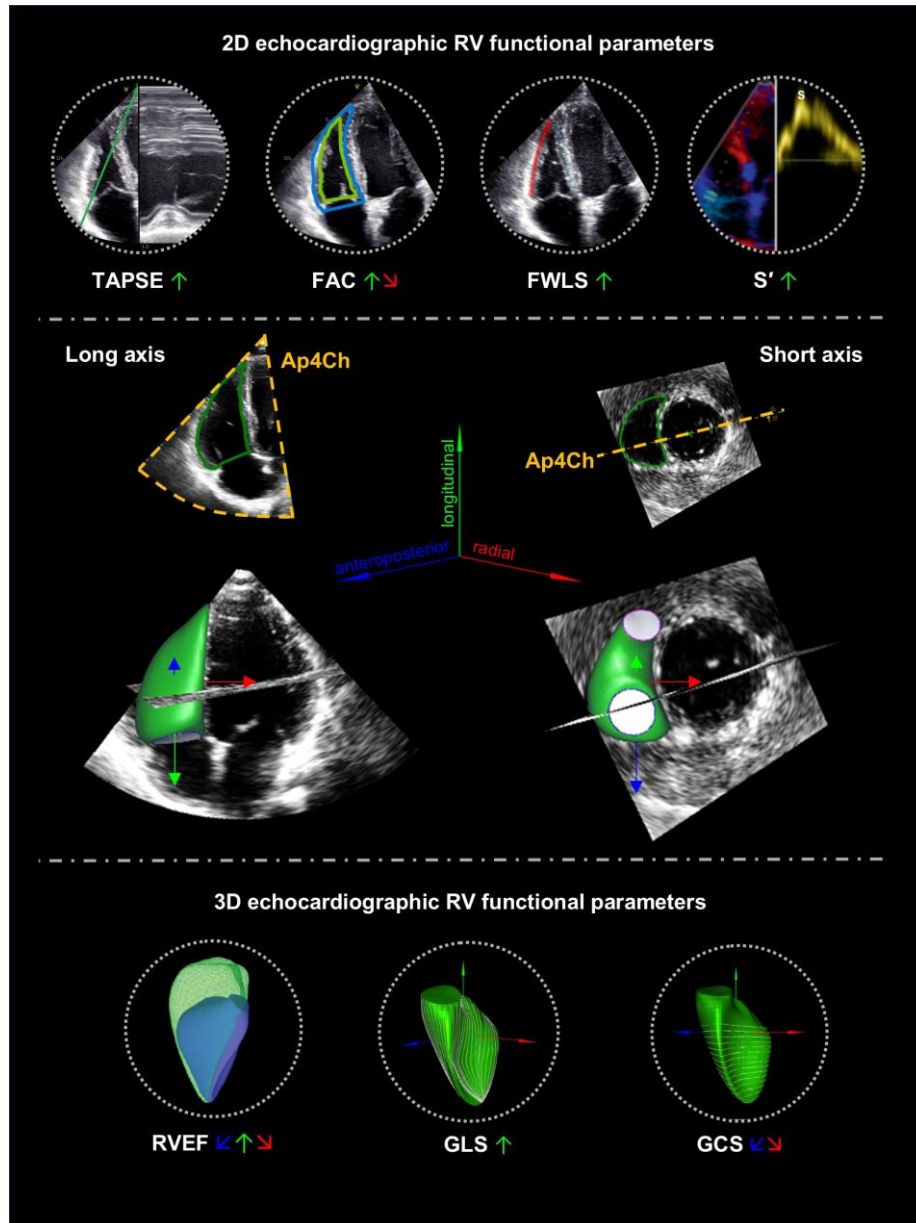 2D echocardiographic RV functional parameters
V
V
S
TAPSE ↑
FAC ↑↘
FWLS ↑
S′ ↑
Long axis
Ap4Ch
Short axis
Ap4Ch
longitudinal
anteroposterior
radial
3D echocardiographic RV functional parameters
RVEF ↙↑↘
GLS ↑
GCS ↙↘